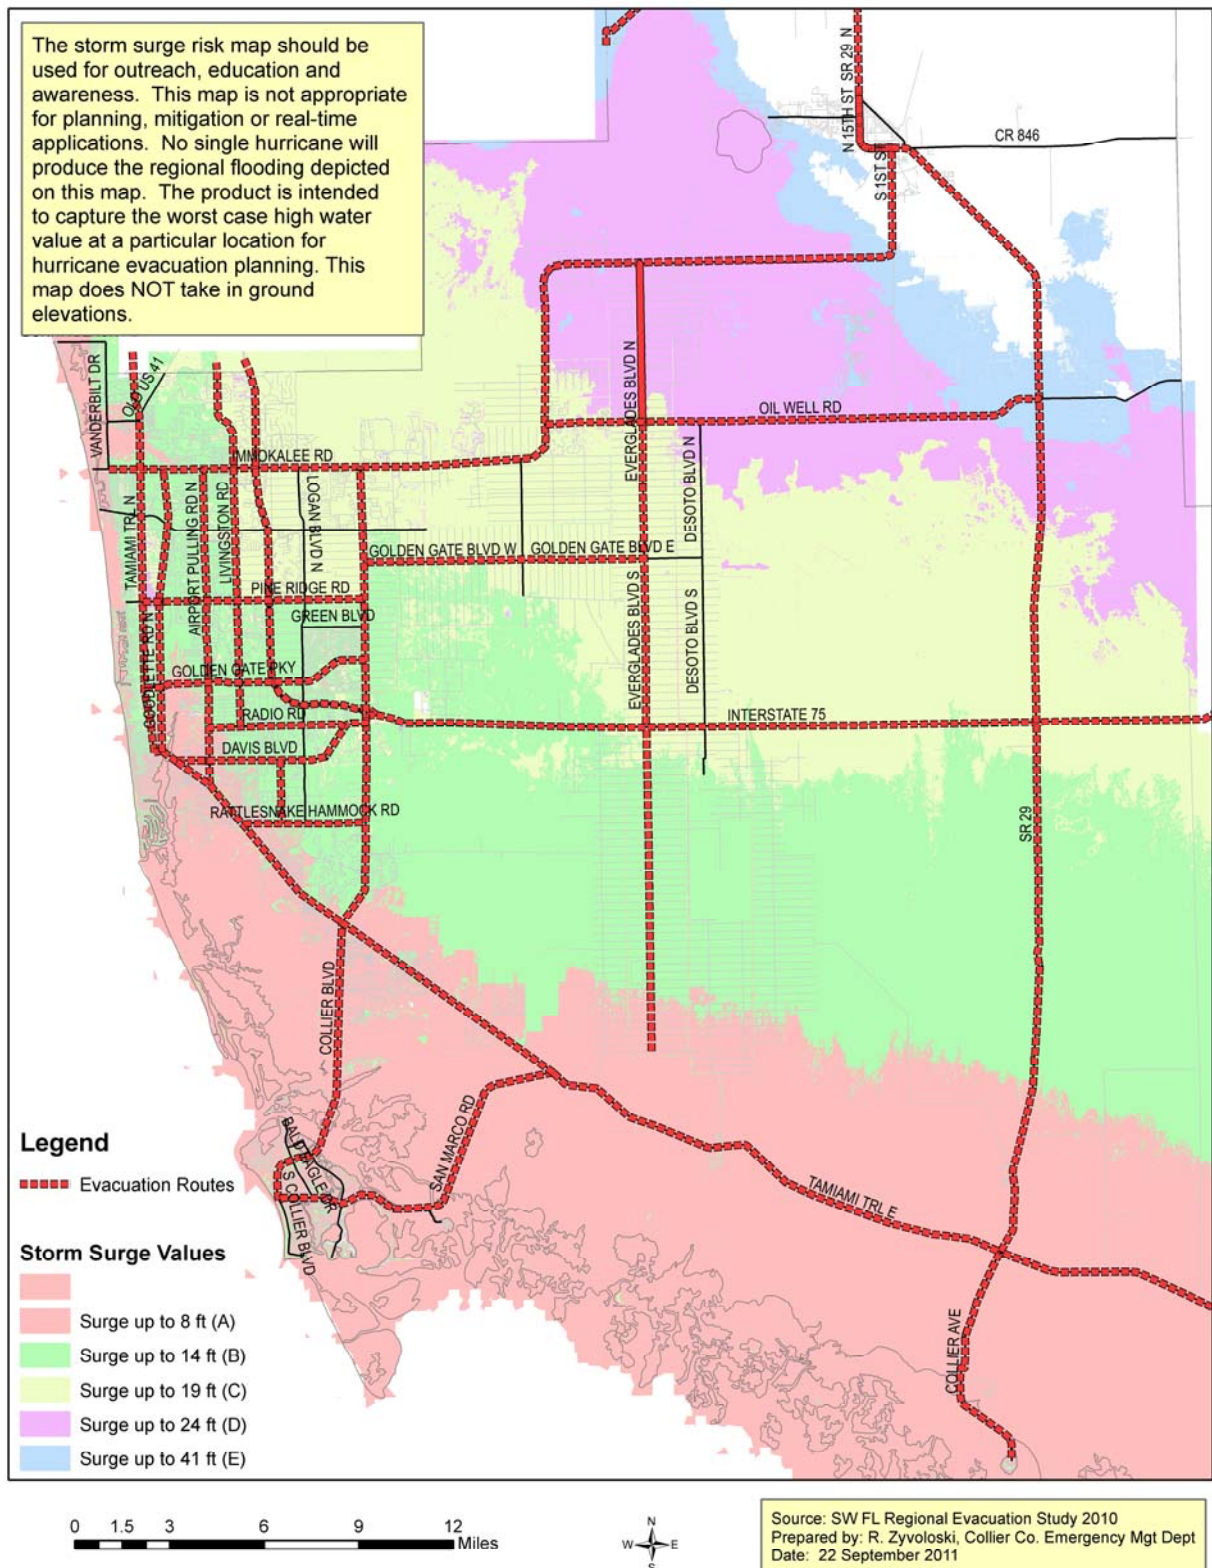 The storm surge risk map should be
used for outreach, education and
awareness.  This map is not appropriate
for planning, mitigation or real-time
applications.  No single hurricane will
produce the regional flooding depicted
on this map.  The product is intended
to capture the worst case high water
value at a particular location for
hurricane evacuation planning. This
map does NOT take in ground
elevations.
N 15TH ST
SR 29 N
CR 846
S 1ST ST
VANDERBILT DR
OLD US 41
EVERGLADES BLVD N
OIL WELL RD
IMMOKALEE RD
TAMIAMI TRL N
AIRPORT PULLING RD N
LIVINGSTON RD
LOGAN BLVD N
DESOTO BLVD N
GOLDEN GATE BLVD W
GOLDEN GATE BLVD E
PINE RIDGE RD
GREEN BLVD
GOODLETTE RD N
GOLDEN GATE PKY
EVERGLADES BLVD S
DESOTO BLVD S
RADIO RD
INTERSTATE 75
DAVIS BLVD
RATTLESNAKE HAMMOCK RD
SR 29
COLLIER BLVD
BALD EAGLE DR
S COLLIER BLVD
SAN MARCO RD
TAMIAMI TRL E
COLLIER AVE
Legend
Evacuation Routes
Storm Surge Values
Surge up to 8 ft (A)
Surge up to 14 ft (B)
Surge up to 19 ft (C)
Surge up to 24 ft (D)
Surge up to 41 ft (E)
0 1.5 3 6 9 12
Miles
N
W E
S
Source: SW FL Regional Evacuation Study 2010
Prepared by: R. Zyvoloski, Collier Co. Emergency Mgt Dept
Date:  22 September 2011